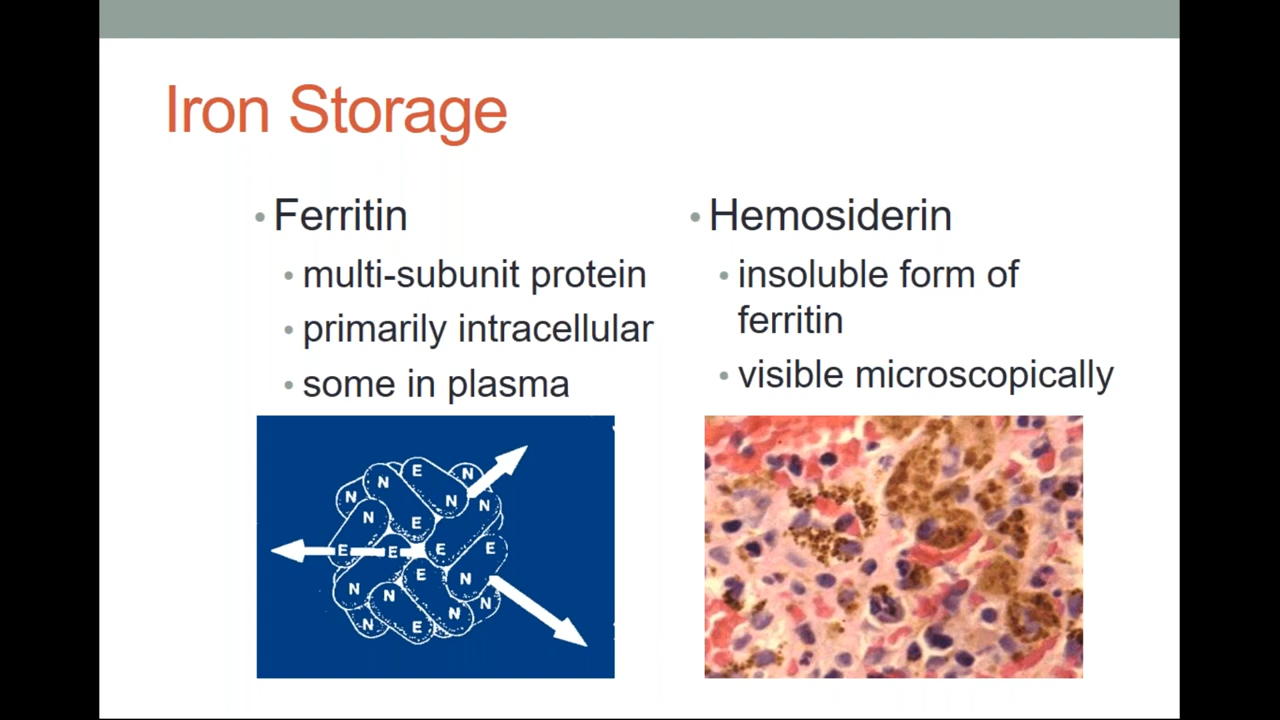 Iron Storage
• Ferritin
• multi-subunit protein
• primarily intracellular
• some in plasma
• Hemosiderin
• insoluble form of
ferritin
• visible microscopically
E
N
N
N
N
N
N
E
E
E
E
E
E
N
N
N
N
N
N
E